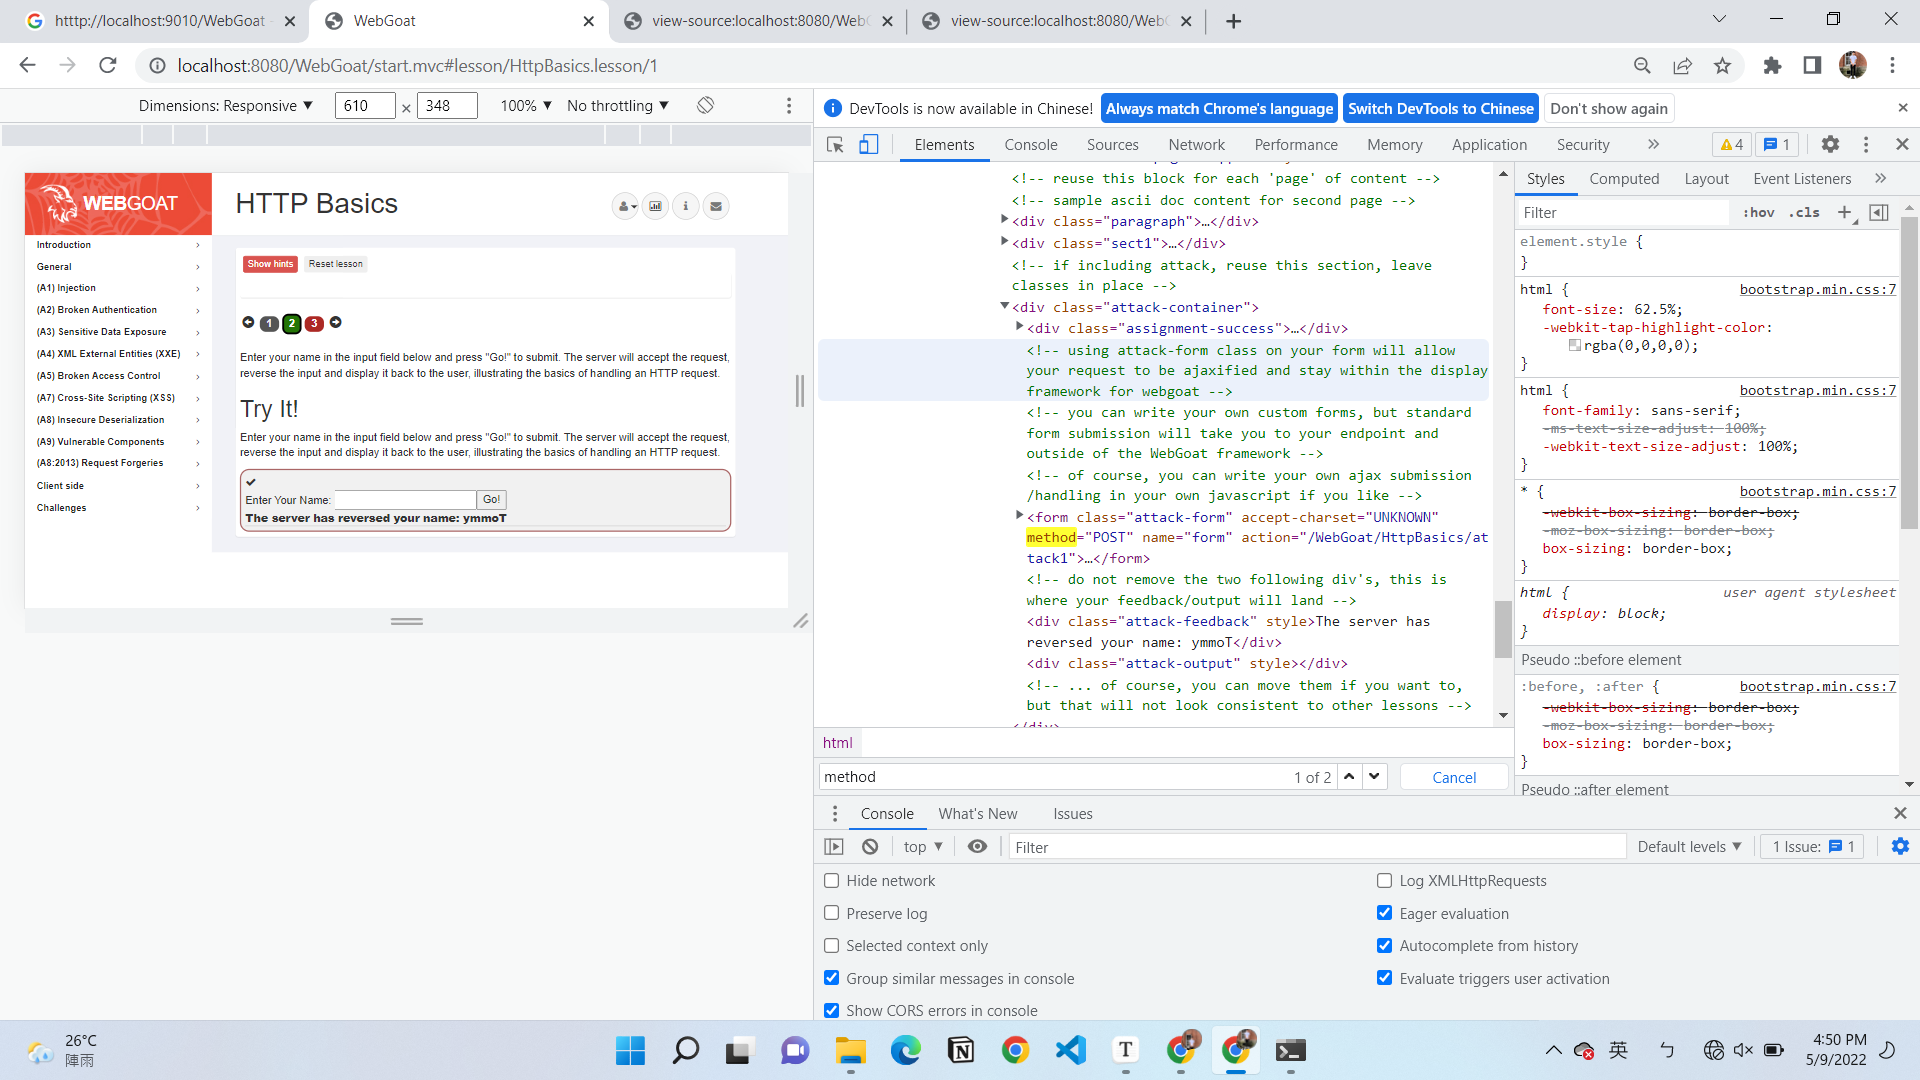 htttp://localhost:9010/WebGoat
WebGoat
view-source:localhost:8080/WebG
view-source:localhost:8080/WebG
localhost:8080/WebGoat/start.mvc#lesson/HttpBasics.lesson/1
Dimensions: Responsive ▼ 610 × 348 100% ▼ No throttling ▼
DevTools is now available in Chinese! Always match Chrome's language Switch DevTools to Chinese Don't show again
Elements Console Sources Network Performance Memory Application Security 4 1
WEBGOAT
HTTP Basics
Introduction
General
(A1) Injection
(A2) Broken Authentication
(A3) Sensitive Data Exposure
(A4) XML External Entities (XXE)
(A5) Broken Access Control
(A7) Cross-Site Scripting (XSS)
(A8) Insecure Deserialization
(A9) Vulnerable Components
(A8:2013) Request Forgeries
Client side
Challenges
Show hints Reset lesson
1 2 3
Enter your name in the input field below and press "Go!" to submit. The server will accept the request,
reverse the input and display it back to the user, illustrating the basics of handling an HTTP request.
Try It!
Enter your name in the input field below and press "Go!" to submit. The server will accept the request,
reverse the input and display it back to the user, illustrating the basics of handling an HTTP request.
Enter Your Name: Go!
The server has reversed your name: ymmoT
<!-- reuse this block for each 'page' of content -->
<!-- sample ascii doc content for second page -->
<div class="paragraph">…</div>
<div class="sect1">…</div>
<!-- if including attack, reuse this section, leave
classes in place -->
<div class="attack-container">
<div class="assignment-success">…</div>
<!-- using attack-form class on your form will allow
your request to be ajaxified and stay within the display
framework for webgoat -->
<!-- you can write your own custom forms, but standard
form submission will take you to your endpoint and
outside of the WebGoat framework -->
<!-- of course, you can write your own ajax submission
/handling in your own javascript if you like -->
<form class="attack-form" accept-charset="UNKNOWN"
method="POST" name="form" action="/WebGoat/HttpBasics/at
tack1">…</form>
<!-- do not remove the two following div's, this is
where your feedback/output will land -->
<div class="attack-feedback" style>The server has
reversed your name: ymmoT</div>
<div class="attack-output" style></div>
<!-- ... of course, you can move them if you want to,
but that will not look consistent to other lessons -->
</div>
html
method 1 of 2 Cancel
Styles Computed Layout Event Listeners
Filter :hov .cls
element.style {
}
html { bootstrap.min.css:7
font-size: 62.5%;
-webkit-tap-highlight-color:
rgba(0,0,0,0);
}
html { bootstrap.min.css:7
font-family: sans-serif;
-ms-text-size-adjust: 100%;
-webkit-text-size-adjust: 100%;
}
* { bootstrap.min.css:7
-webkit-box-sizing: border-box;
-moz-box-sizing: border-box;
box-sizing: border-box;
}
html { user agent stylesheet
display: block;
}
Pseudo ::before element
:before, :after { bootstrap.min.css:7
-webkit-box-sizing: border-box;
-moz-box-sizing: border-box;
box-sizing: border-box;
}
Pseudo ::after element
Console What's New Issues
top ▼ Filter Default levels ▼ 1 Issue: 1
Hide network Log XMLHttpRequests
Preserve log Eager evaluation
Selected context only Autocomplete from history
Group similar messages in console Evaluate triggers user activation
Show CORS errors in console
26°C
陣雨
英 ㄅ
4:50 PM
5/9/2022